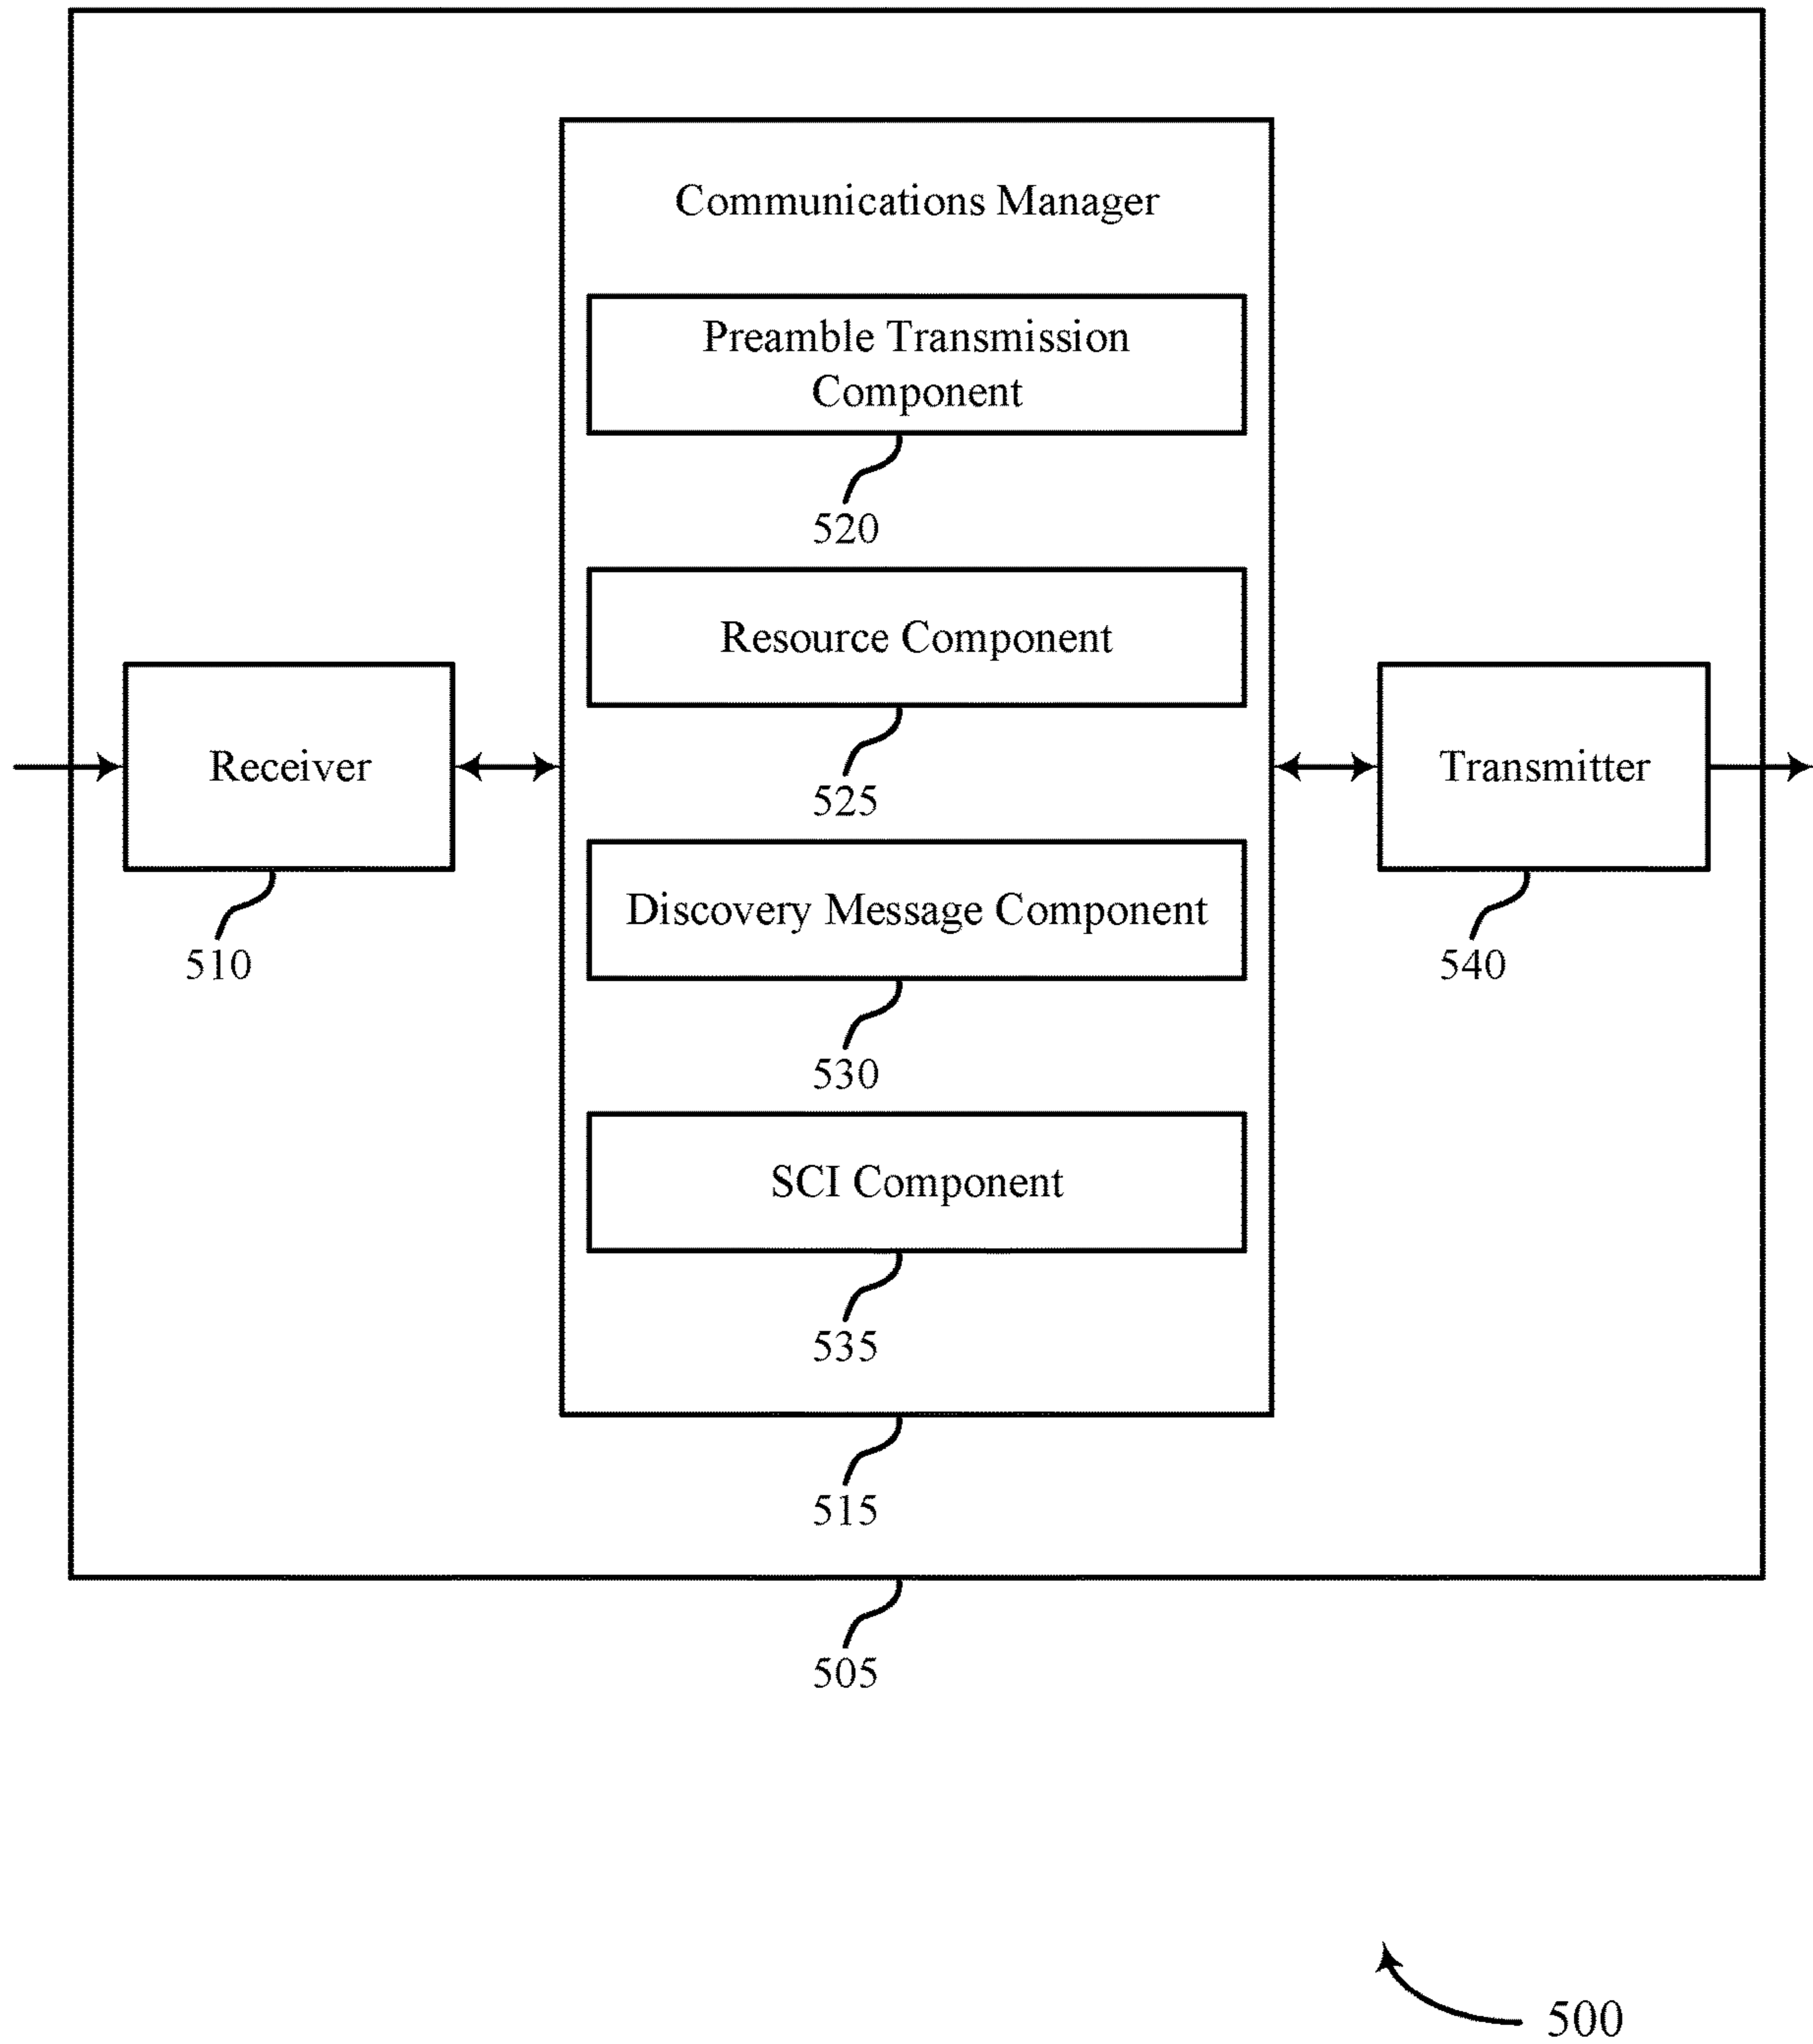 Communications Manager
Preamble Transmission
Component
520
Resource Component
Receiver
Transmitter
525
Discovery Message Component
510
540
530
SCI Component
535
515
505
500